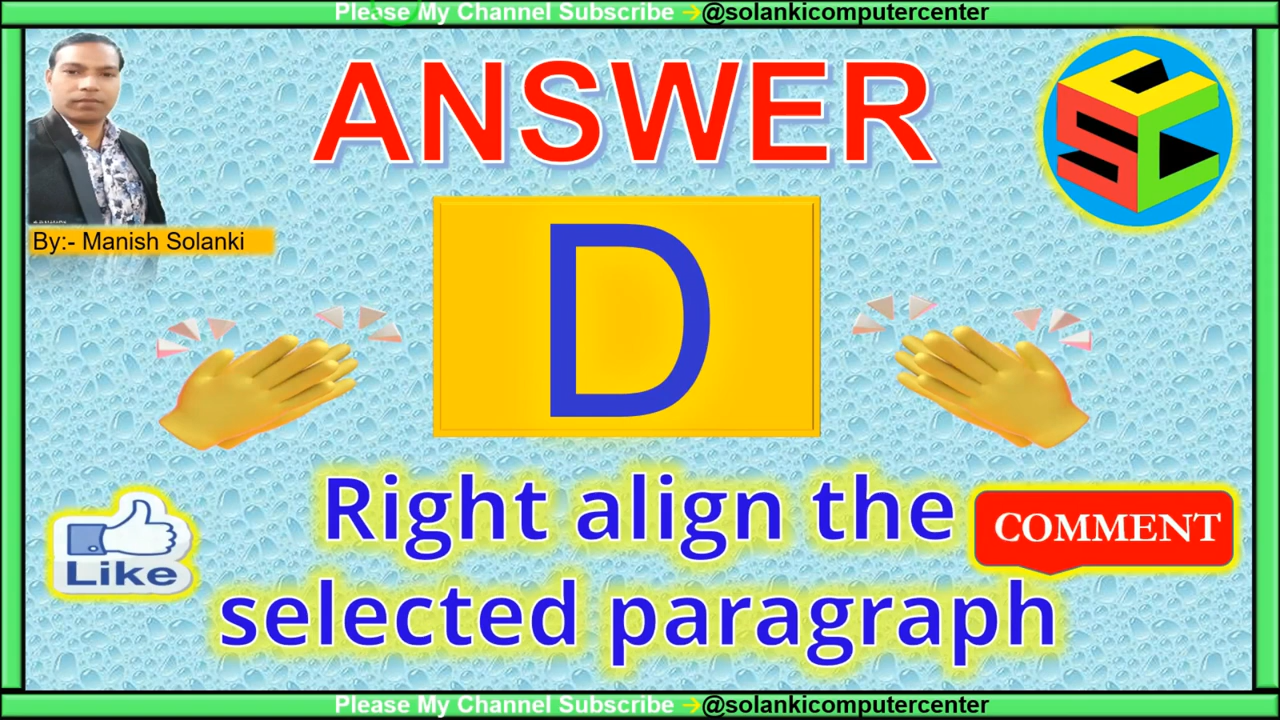 Please My Channel Subscribe →@solankicomputercenter
ANSWER
By:- Manish Solanki
SCC
D
Right align the
COMMENT
Like
selected paragraph
Please My Channel Subscribe →@solankicomputercenter